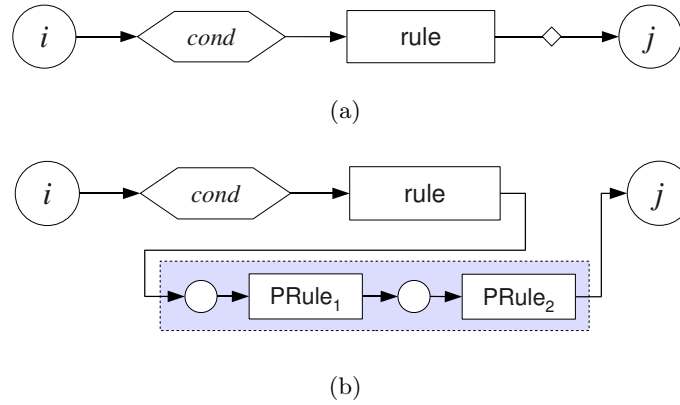 i cond rule j
(a)
i cond rule j
PRule₁ PRule₂
(b)